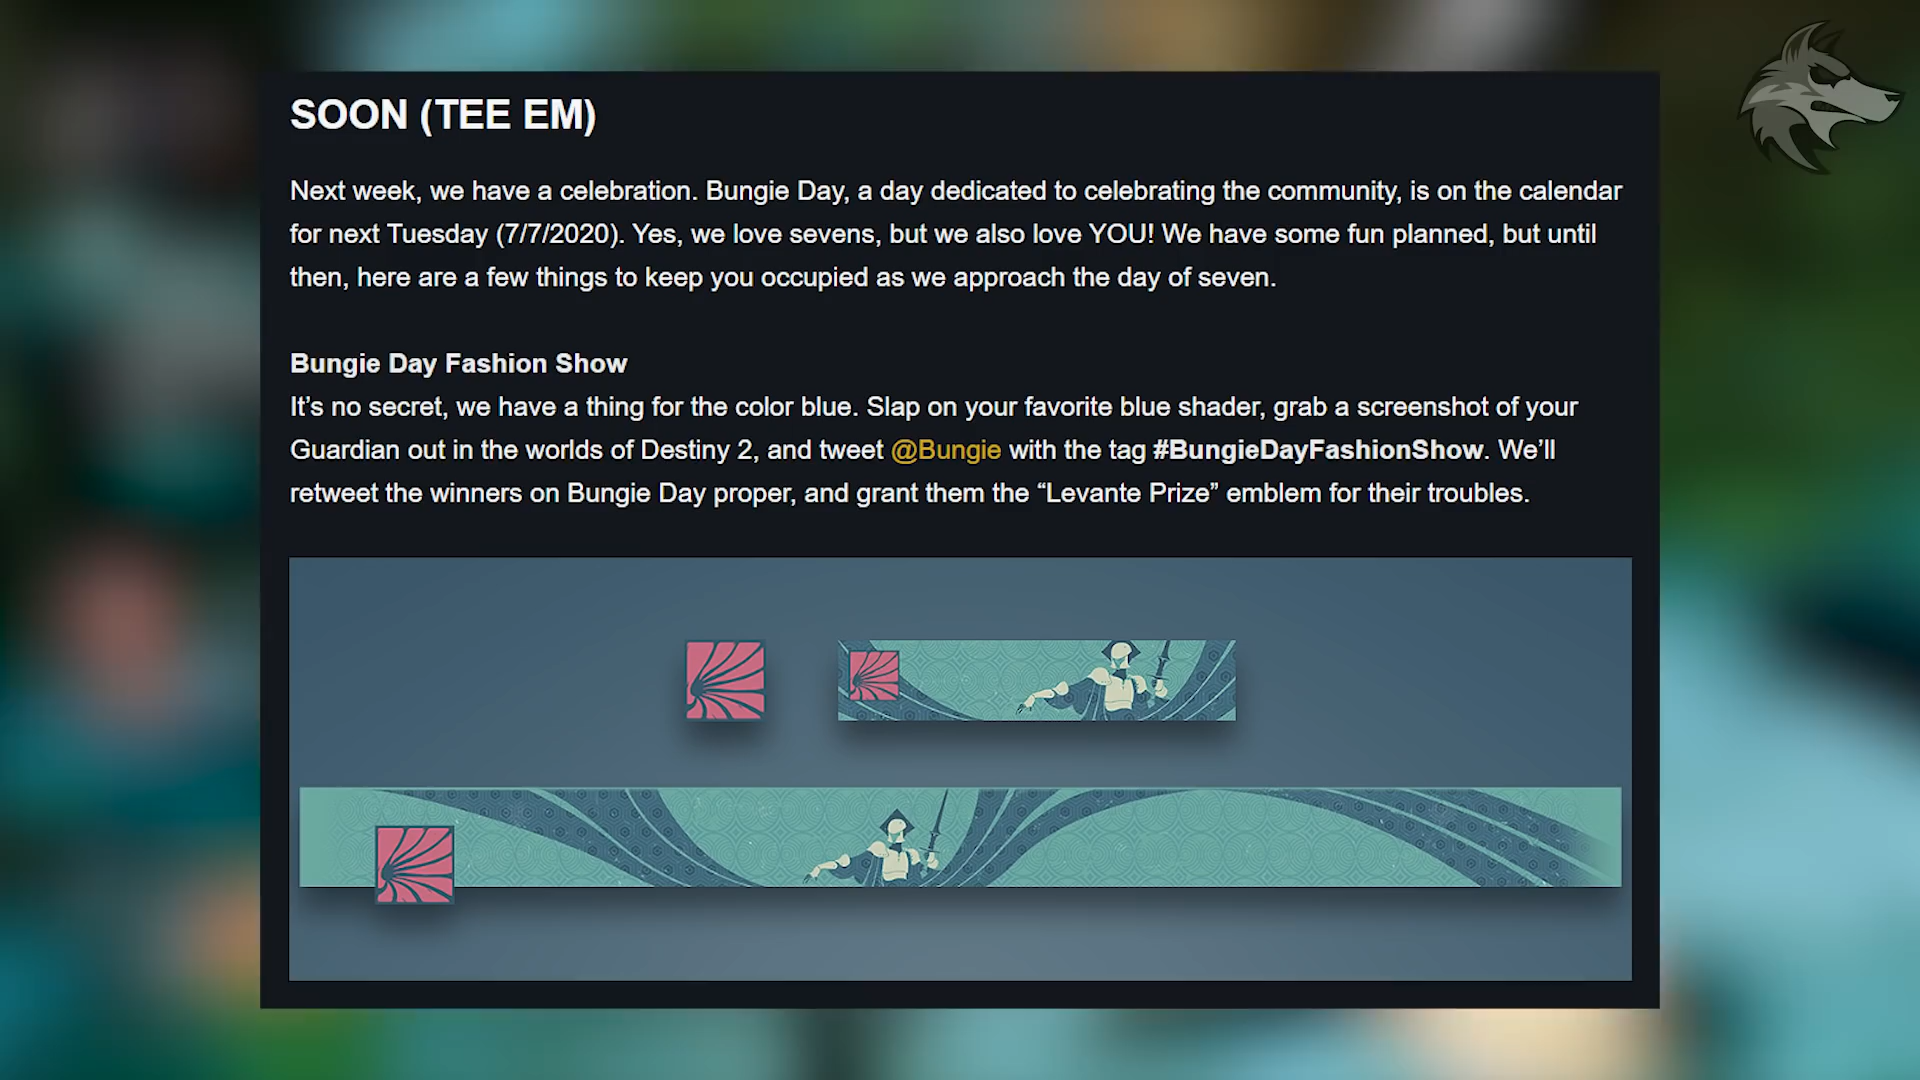 SOON (TEE EM)
Next week, we have a celebration. Bungie Day, a day dedicated to celebrating the community, is on the calendar
for next Tuesday (7/7/2020). Yes, we love sevens, but we also love YOU! We have some fun planned, but until
then, here are a few things to keep you occupied as we approach the day of seven.
Bungie Day Fashion Show
It’s no secret, we have a thing for the color blue. Slap on your favorite blue shader, grab a screenshot of your
Guardian out in the worlds of Destiny 2, and tweet @Bungie with the tag #BungieDayFashionShow. We’ll
retweet the winners on Bungie Day proper, and grant them the “Levante Prize” emblem for their troubles.